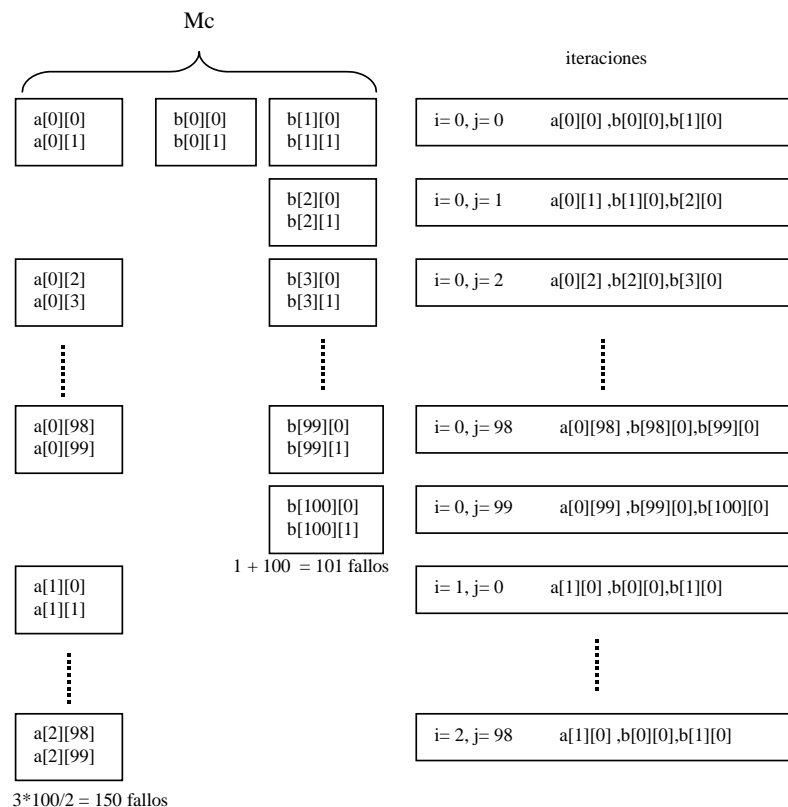 Mc
iteraciones
a[0][0] b[0][0] b[1][0] i= 0, j= 0 a[0][0] ,b[0][0],b[1][0]
a[0][1] b[0][1] b[1][1]
b[2][0] i= 0, j= 1 a[0][1] ,b[1][0],b[2][0]
b[2][1]
a[0][2] b[3][0] i= 0, j= 2 a[0][2] ,b[2][0],b[3][0]
a[0][3] b[3][1]
a[0][98] b[99][0] i= 0, j= 98 a[0][98] ,b[98][0],b[99][0]
a[0][99] b[99][1]
b[100][0] i= 0, j= 99 a[0][99] ,b[99][0],b[100][0]
b[100][1]
1 + 100 = 101 fallos
a[1][0] i= 1, j= 0 a[1][0] ,b[0][0],b[1][0]
a[1][1]
a[2][98] i= 2, j= 98 a[1][0] ,b[0][0],b[1][0]
a[2][99]
3*100/2 = 150 fallos